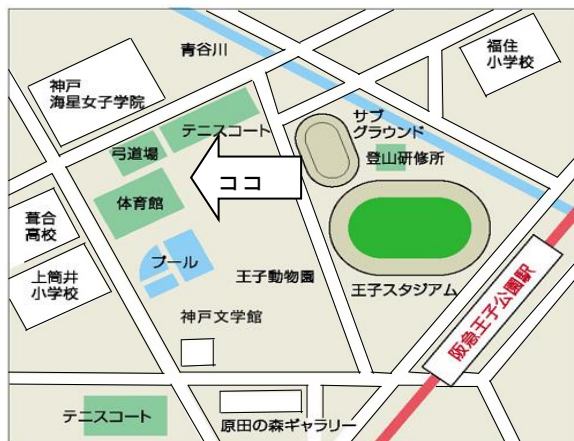 青谷川
福住
小学校
神戸
海星女子学院
テニスコート
サブ
グラウンド
弓道場
登山研修所
ココ
体育館
葺合
高校
プール
王子動物園
上筒井
小学校
王子スタジアム
神戸文学館
阪急王子公園駅
テニスコート
原田の森ギャラリー